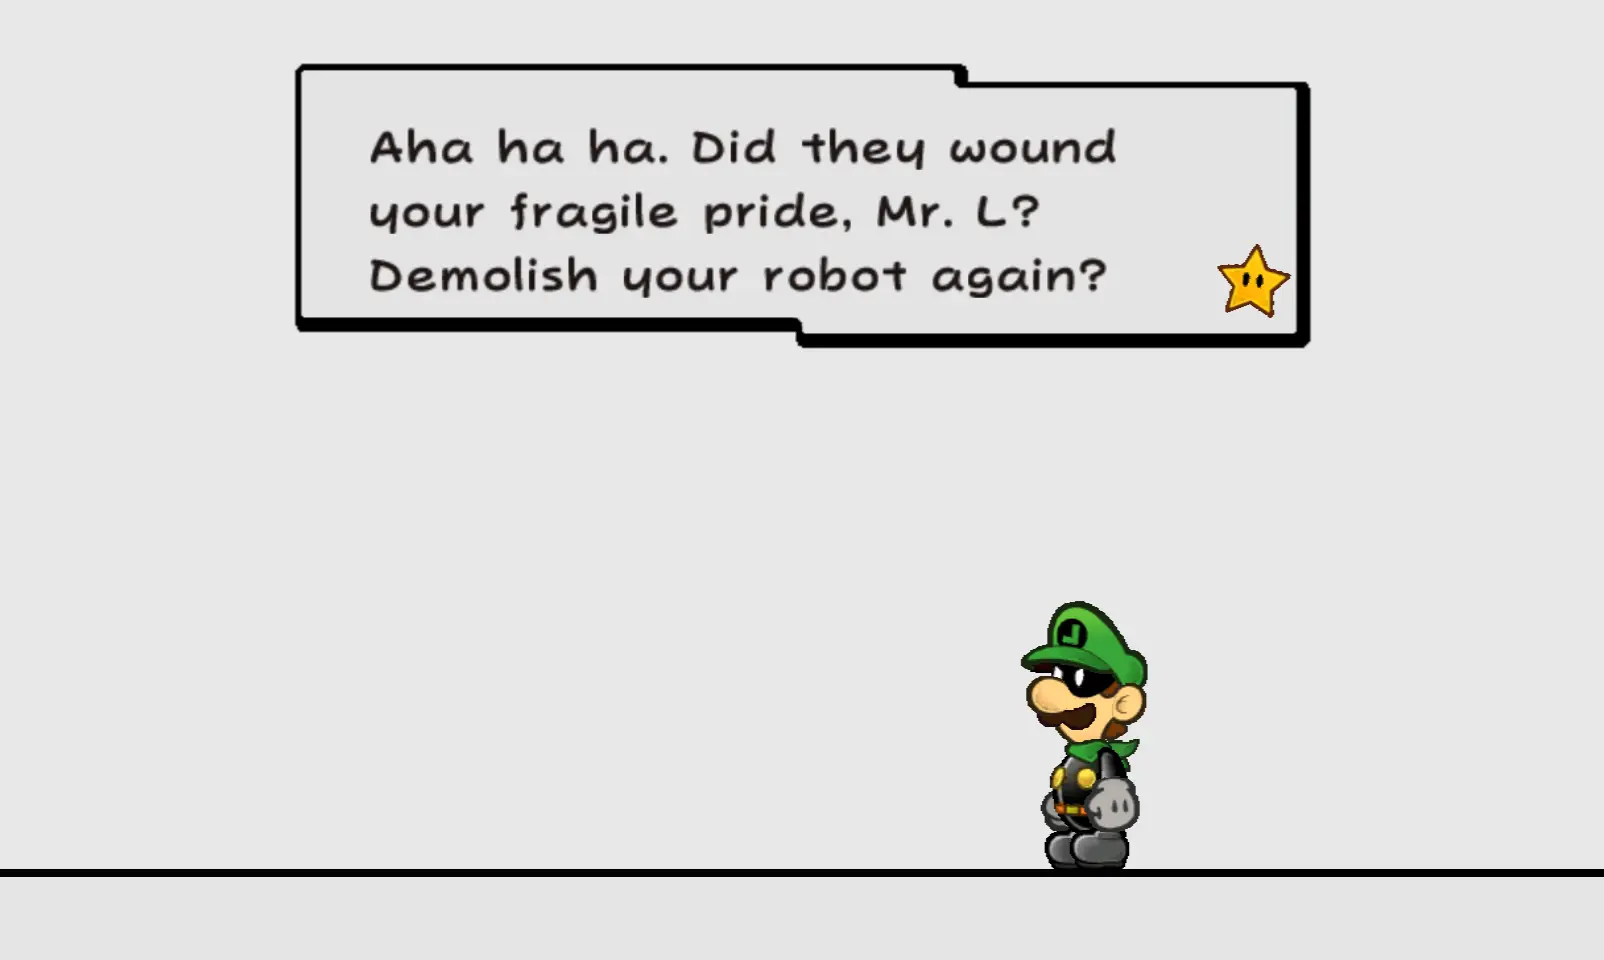 Aha ha ha. Did they wound
your fragile pride, Mr. L?
Demolish your robot again?